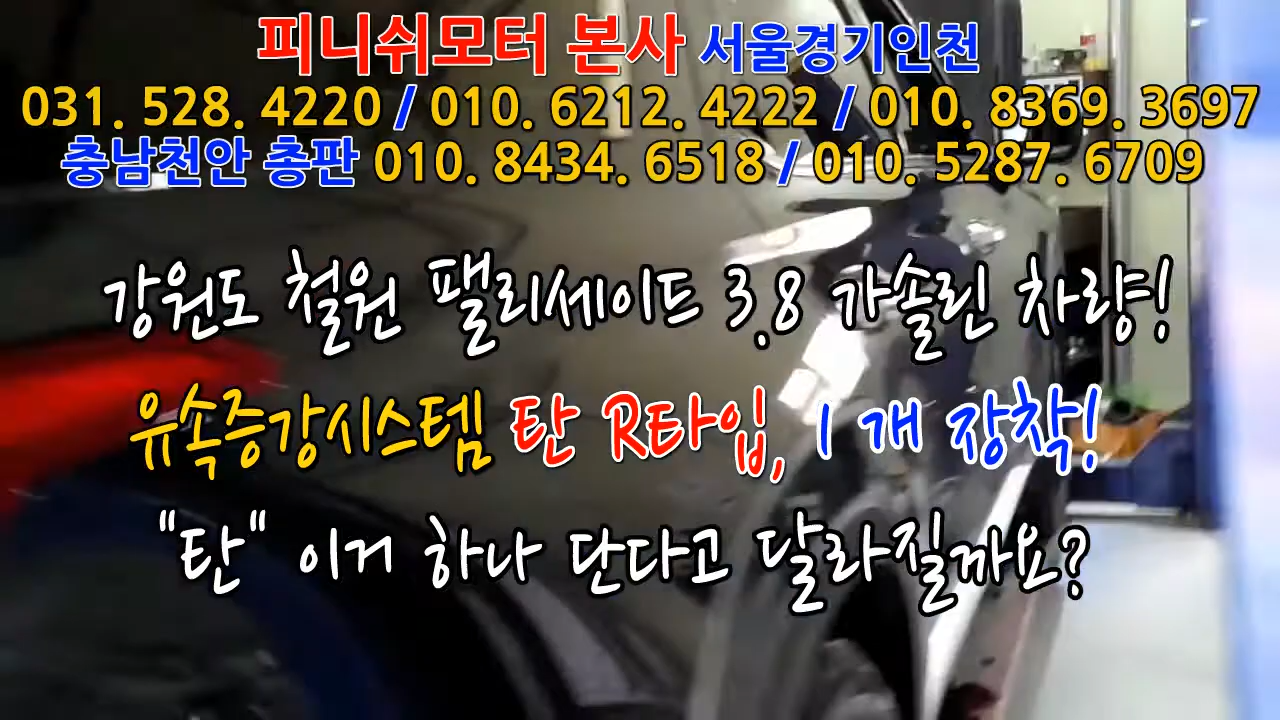 피니쉬모터 본사 서울경기인천
031. 528. 4220 / 010. 6212. 4222 / 010. 8369. 3697
충남천안 총판 010. 8434. 6518 / 010. 5287. 6709
강원도 철원 팰리세이드 3.8 가솔린 차량!
유속증강시스템 탄 R타입, 1개 장착!
"탄" 이거 하나 단다고 달라질까요?